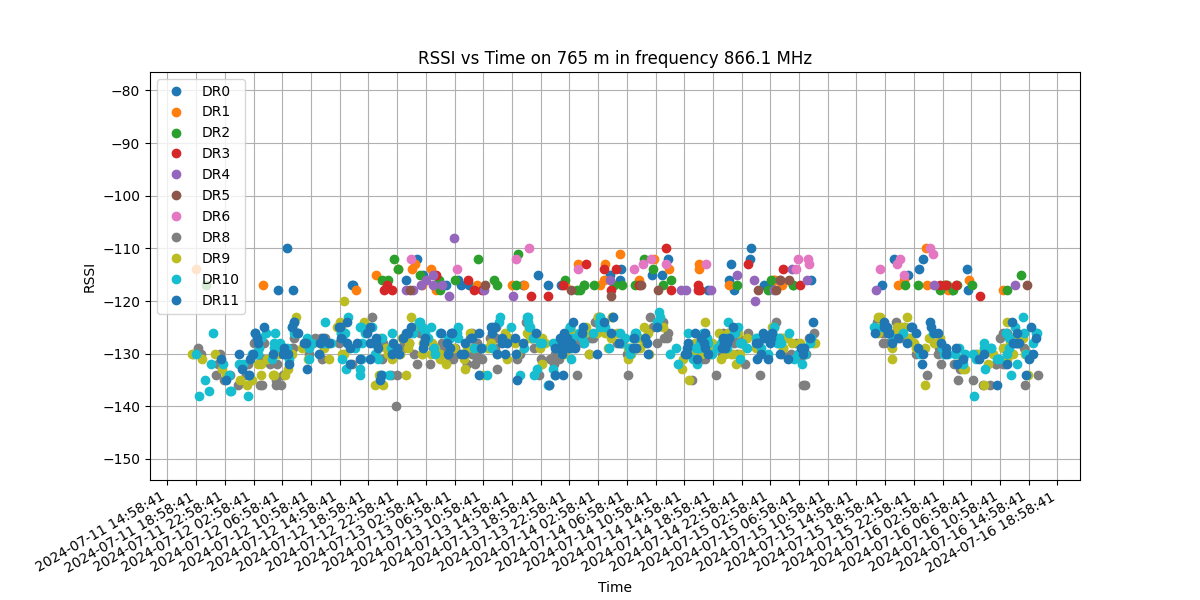 RSSI vs Time on 765 m in frequency 866.1 MHz
RSSI
−80
−90
−100
−110
−120
−130
−140
−150
DR0
DR1
DR2
DR3
DR4
DR5
DR6
DR8
DR9
DR10
DR11
2024-07-11 14:58:41
2024-07-11 18:58:41
2024-07-11 22:58:41
2024-07-12 02:58:41
2024-07-12 06:58:41
2024-07-12 10:58:41
2024-07-12 14:58:41
2024-07-12 18:58:41
2024-07-12 22:58:41
2024-07-13 02:58:41
2024-07-13 06:58:41
2024-07-13 10:58:41
2024-07-13 14:58:41
2024-07-13 18:58:41
2024-07-13 22:58:41
2024-07-14 02:58:41
2024-07-14 06:58:41
2024-07-14 10:58:41
2024-07-14 14:58:41
2024-07-14 18:58:41
2024-07-14 22:58:41
2024-07-15 02:58:41
2024-07-15 06:58:41
2024-07-15 10:58:41
2024-07-15 14:58:41
2024-07-15 18:58:41
2024-07-15 22:58:41
2024-07-16 02:58:41
2024-07-16 06:58:41
2024-07-16 10:58:41
2024-07-16 14:58:41
2024-07-16 18:58:41
Time